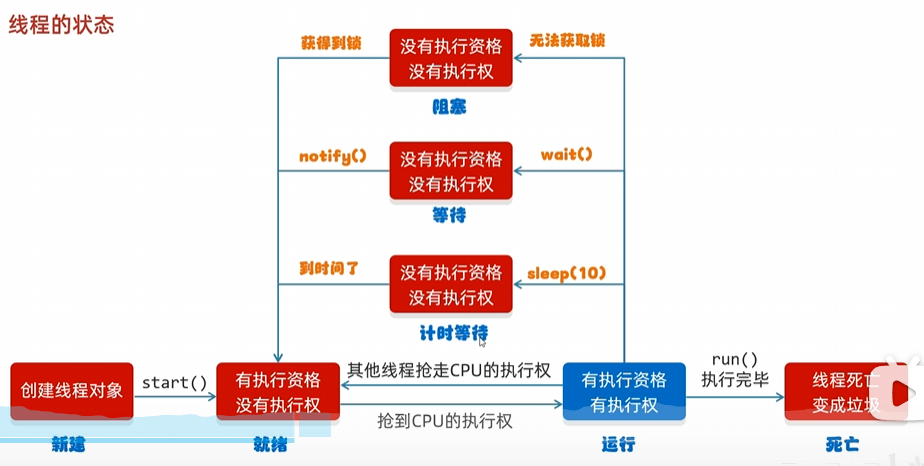 线程的状态
获得到锁
没有执行资格
没有执行权
无法获取锁
阻塞
notify()
没有执行资格
没有执行权
wait()
等待
到时间了
没有执行资格
没有执行权
sleep(10)
计时等待
创建线程对象
start()
有执行资格
没有执行权
其他线程抢走CPU的执行权
抢到CPU的执行权
有执行资格
有执行权
run()
执行完毕
线程死亡
变成垃圾
新建
就绪
运行
死亡